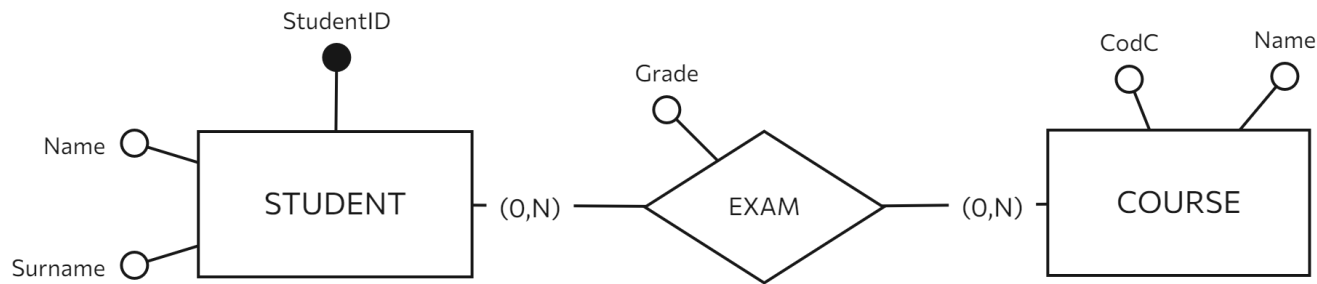 StudentID
CodC
Name
Grade
Name
STUDENT
(0,N)
EXAM
(0,N)
COURSE
Surname